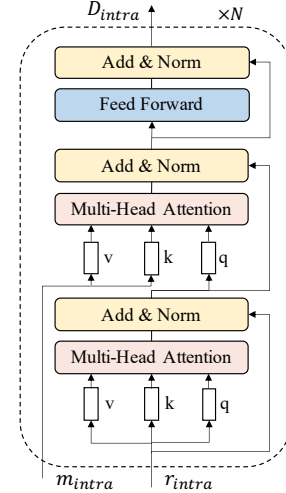 D_intra
×N
Add & Norm
Feed Forward
Add & Norm
Multi-Head Attention
v k q
Add & Norm
Multi-Head Attention
v k q
m_intra r_intra